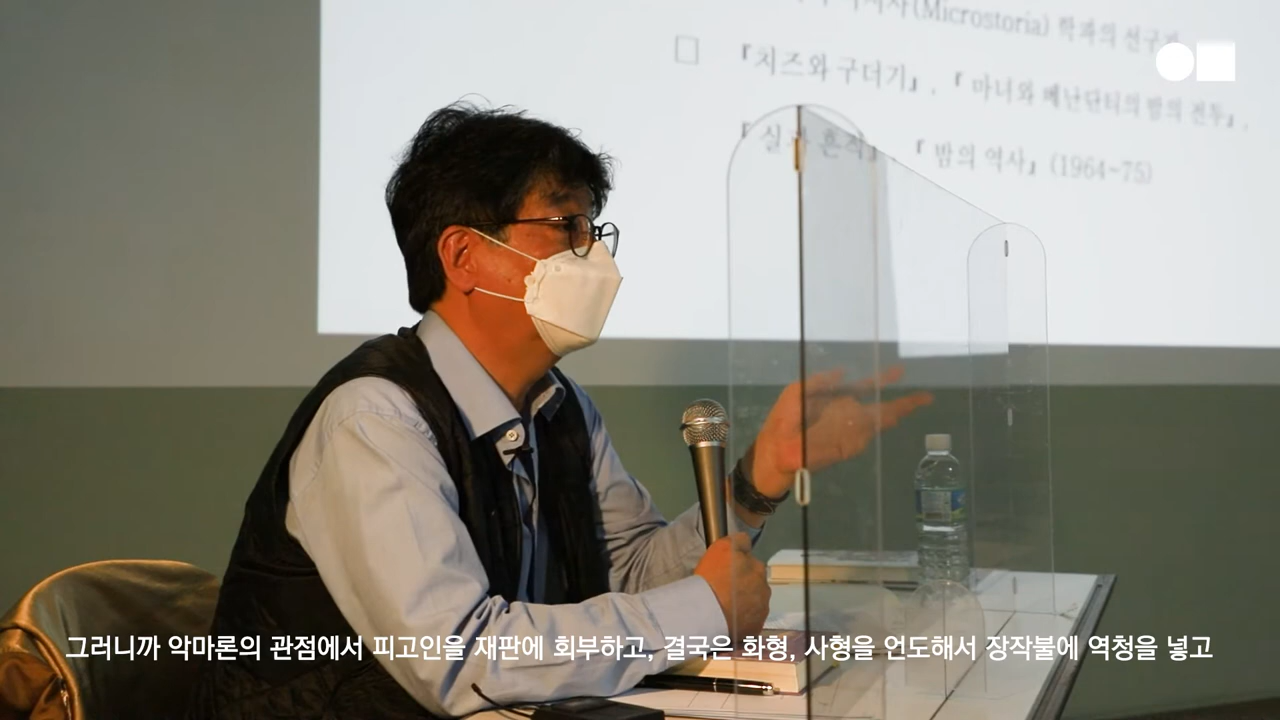 (Microstoria) 학파의 선구자
『치즈와 구더기』, 『마녀와 베난단티의 밤의 전투』,
『실과 흔적』 『밤의 역사』(1964~75)
그러니까 악마론의 관점에서 피고인을 재판에 회부하고, 결국은 화형, 사형을 언도해서 장작불에 역청을 넣고